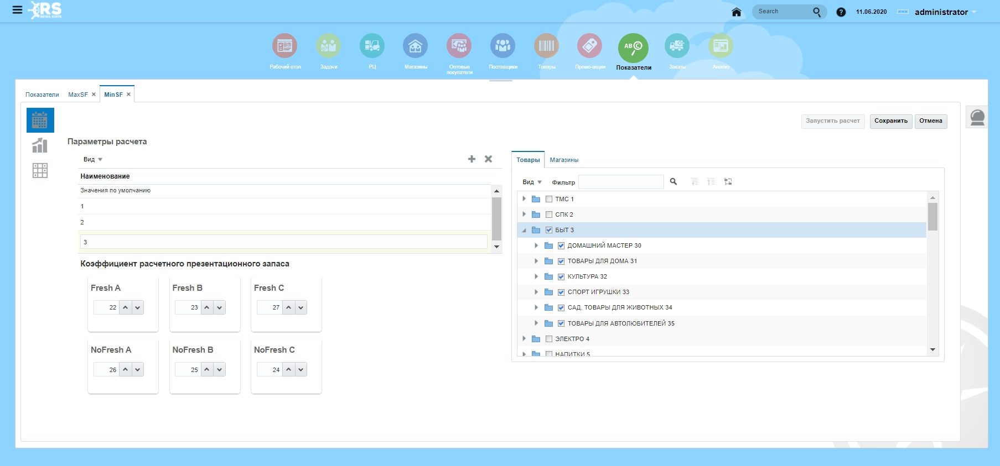 RS
RETAIL SUITE
Search
?
11.06.2020
administrator
AB C
Рабочий стол
Задачи
РЦ
Магазины
Оптовые
покупатели
Поставщики
Товары
Промо-акции
Показатели
Заказы
Анализ
Показатели
MaxSF
MinSF
Запустить расчет
Сохранить
Отмена
Параметры расчета
Вид
Наименование
Значения по умолчанию
1
2
3
Коэффициент расчетного презентационного запаса
Fresh A
Fresh B
Fresh C
22
23
27
NoFresh A
NoFresh B
NoFresh C
26
25
24
Товары
Магазины
Вид
Фильтр
ТМС 1
СПК 2
БЫТ 3
ДОМАШНИЙ МАСТЕР 30
ТОВАРЫ ДЛЯ ДОМА 31
КУЛЬТУРА 32
СПОРТ ИГРУШКИ 33
САД, ТОВАРЫ ДЛЯ ЖИВОТНЫХ 34
ТОВАРЫ ДЛЯ АВТОЛЮБИТЕЛЕЙ 35
ЭЛЕКТРО 4
НАПИТКИ 5